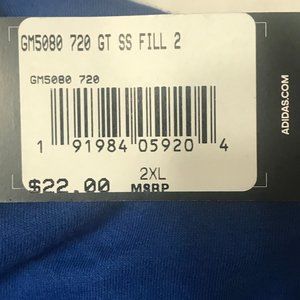 GM5080 720 GT SS FILL 2
GM5080 720
1 91984 05920 4
2XL
$22.00 MSRP
ADIDAS.COM